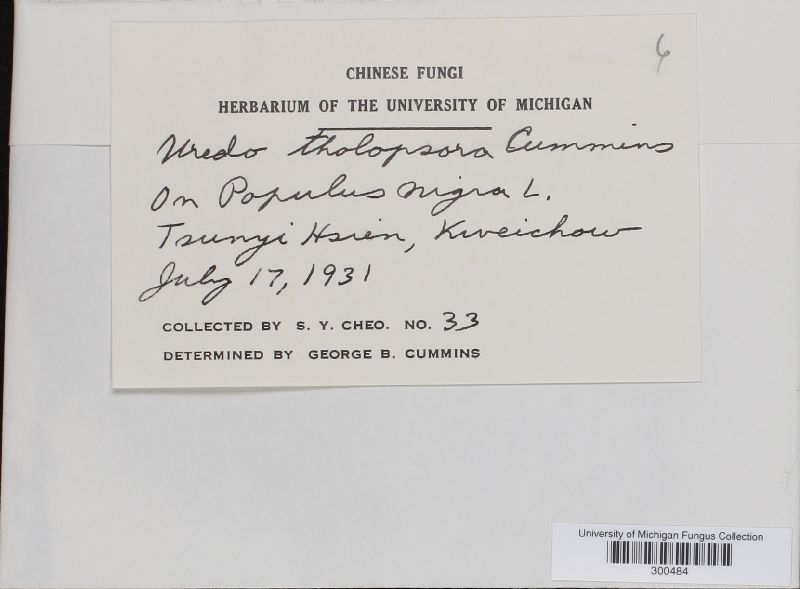 6
CHINESE FUNGI
HERBARIUM OF THE UNIVERSITY OF MICHIGAN
Uredo tholopsora Cummins
On Populus nigra L.
Tsunyi Hsien, Kweichow
July 17, 1931
COLLECTED BY S. Y. CHEO. NO. 33
DETERMINED BY GEORGE B. CUMMINS
University of Michigan Fungus Collection
300484